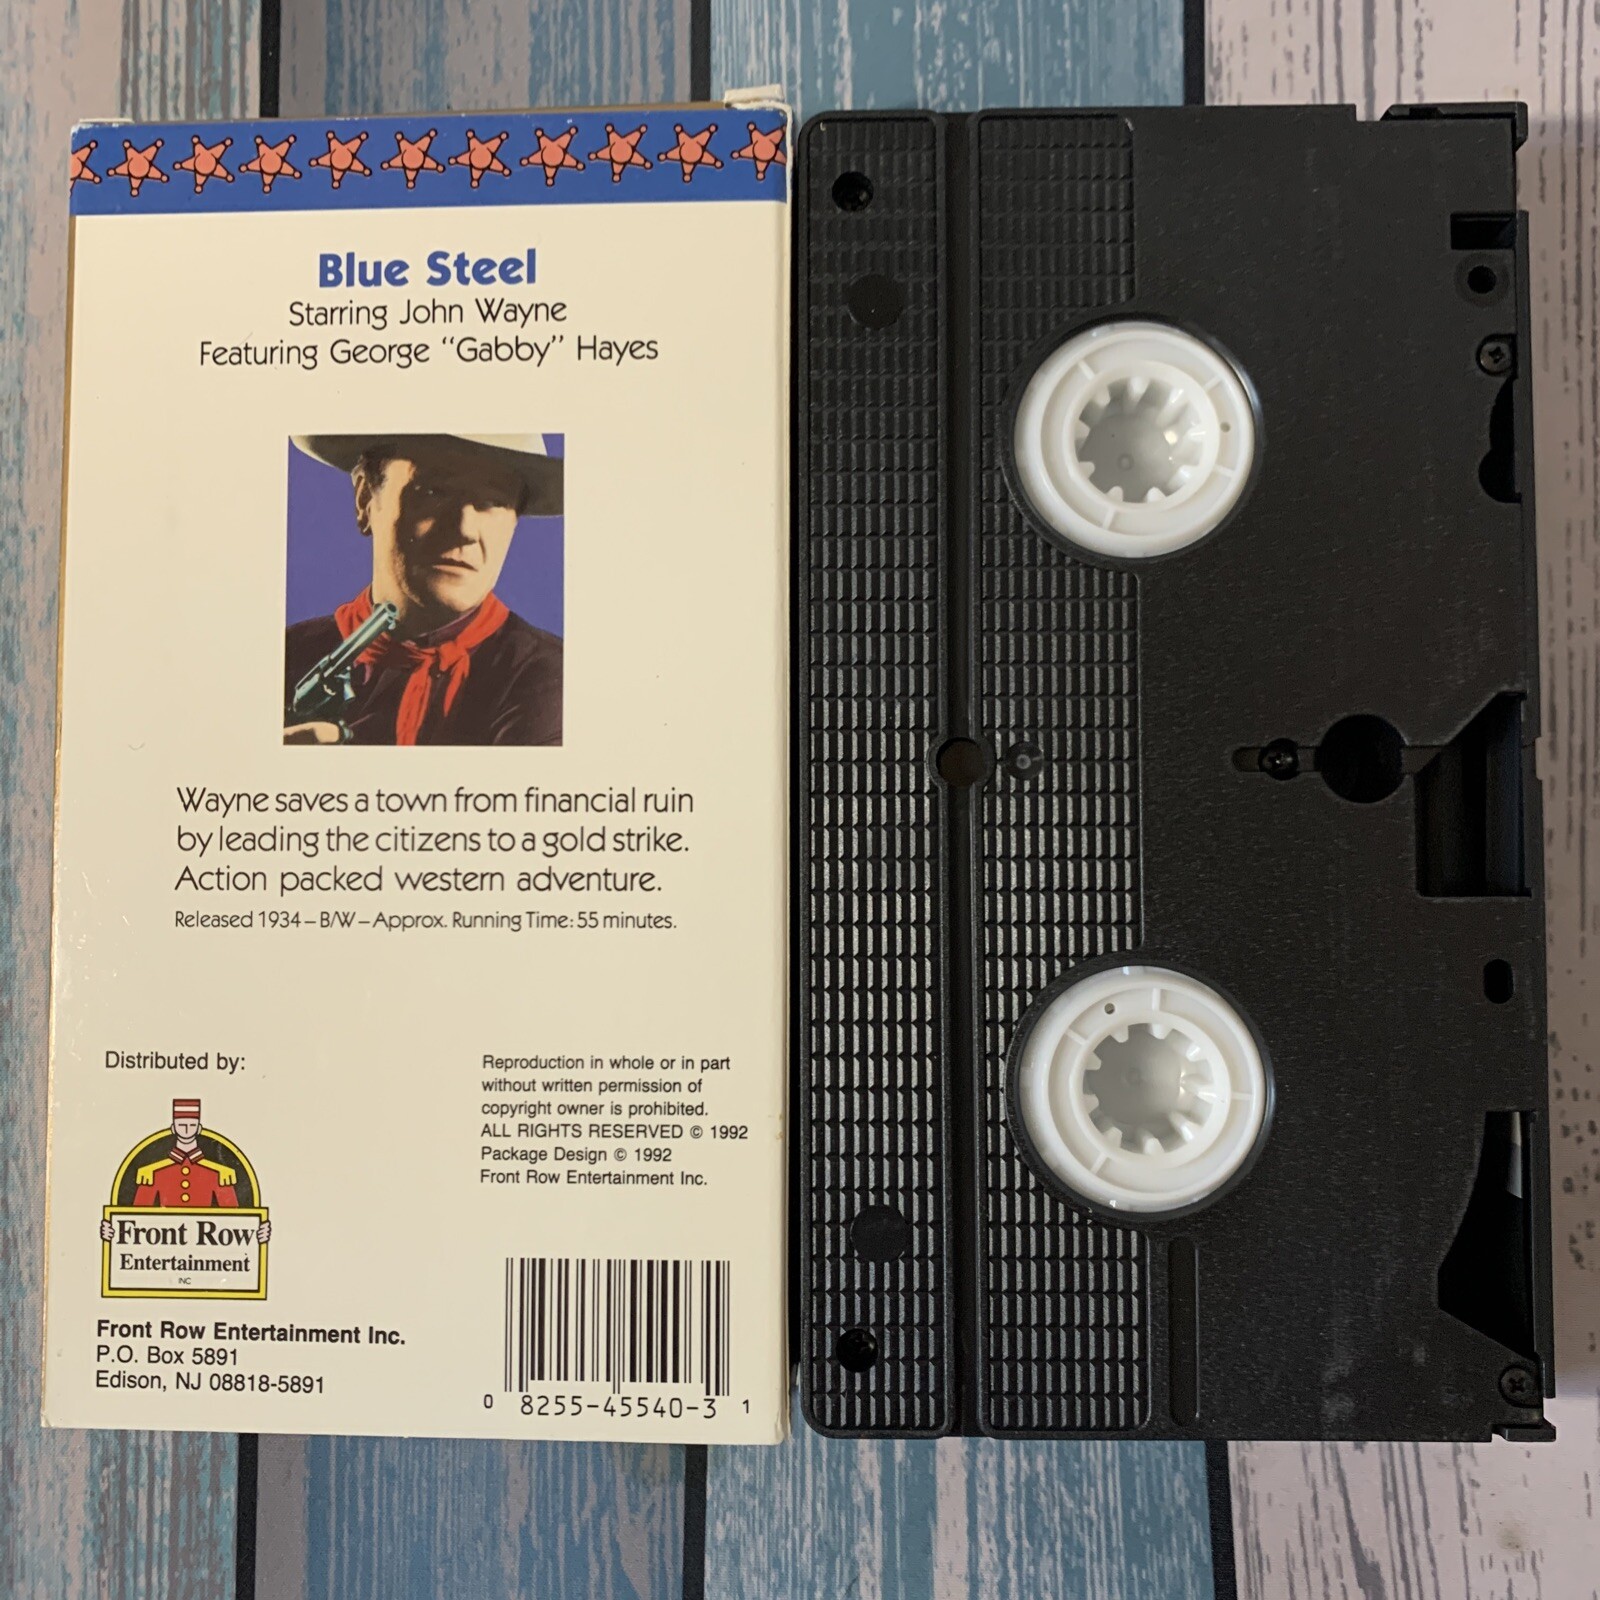 Blue Steel
Starring John Wayne
Featuring George “Gabby” Hayes
Wayne saves a town from financial ruin
by leading the citizens to a gold strike.
Action packed western adventure.
Released 1934 – B/W – Approx. Running Time: 55 minutes.
Distributed by:
Front Row
Entertainment
INC
Front Row Entertainment Inc.
P.O. Box 5891
Edison, NJ 08818-5891
Reproduction in whole or in part
without written permission of
copyright owner is prohibited.
ALL RIGHTS RESERVED © 1992
Package Design © 1992
Front Row Entertainment Inc.
0 8255-45540-3 1